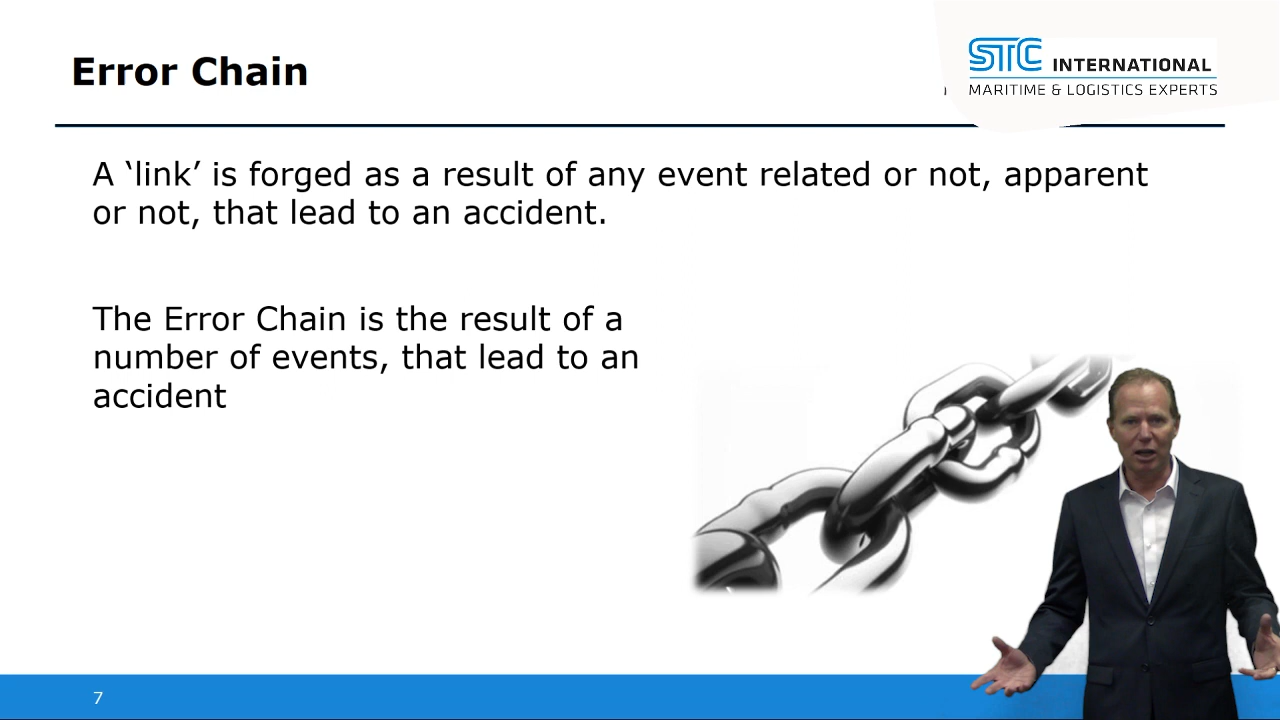 Error Chain
STC INTERNATIONAL
MARITIME & LOGISTICS EXPERTS
A ‘link’ is forged as a result of any event related or not, apparent
or not, that lead to an accident.
The Error Chain is the result of a
number of events, that lead to an
accident
7